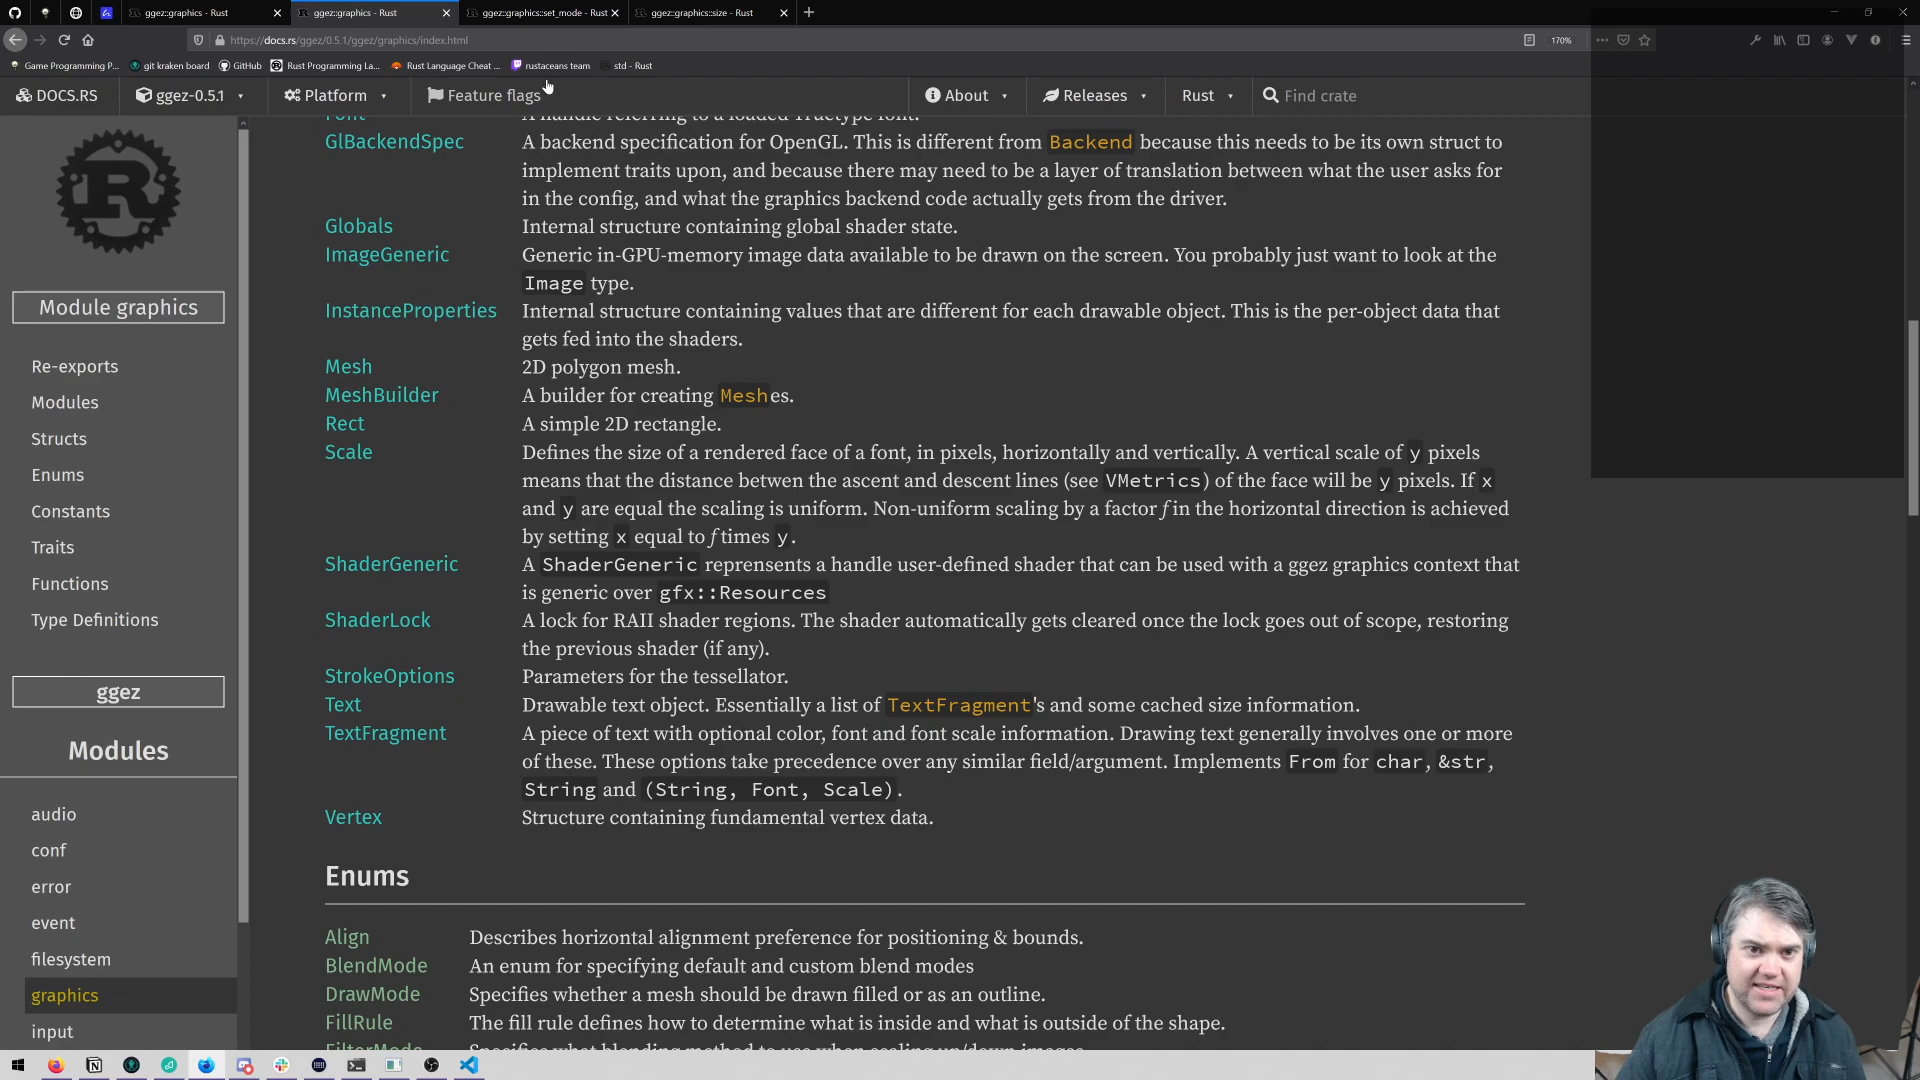 ggez::graphics - Rust
ggez::graphics - Rust
ggez::graphics::set_mode - Rust
ggez::graphics::size - Rust
https://docs.rs/ggez/0.5.1/ggez/graphics/index.html
170%
Game Programming P...
git kraken board
GitHub
Rust Programming La...
Rust Language Cheat ...
rustaceans team
std - Rust
DOCS.RS
ggez-0.5.1
Platform
Feature flags
About
Releases
Rust
Find crate
Module graphics
Re-exports
Modules
Structs
Enums
Constants
Traits
Functions
Type Definitions
ggez
Modules
audio
conf
error
event
filesystem
graphics
input
Font A handle referring to a loaded Truetype font.
GlBackendSpec A backend specification for OpenGL. This is different from Backend because this needs to be its own struct to
implement traits upon, and because there may need to be a layer of translation between what the user asks for
in the config, and what the graphics backend code actually gets from the driver.
Globals Internal structure containing global shader state.
ImageGeneric Generic in-GPU-memory image data available to be drawn on the screen. You probably just want to look at the
Image type.
InstanceProperties Internal structure containing values that are different for each drawable object. This is the per-object data that
gets fed into the shaders.
Mesh 2D polygon mesh.
MeshBuilder A builder for creating Meshes.
Rect A simple 2D rectangle.
Scale Defines the size of a rendered face of a font, in pixels, horizontally and vertically. A vertical scale of y pixels
means that the distance betwen the ascent and descent lines (see VMetrics) of the face will be y pixels. If x
and y are equal the scaling is uniform. Non-uniform scaling by a factor f in the horizontal direction is achieved
by setting x equal to f times y.
ShaderGeneric A ShaderGeneric reprensents a handle user-defined shader that can be used with a ggez graphics context that
is generic over gfx::Resources
ShaderLock A lock for RAII shader regions. The shader automatically gets cleared once the lock goes out of scope, restoring
the previous shader (if any).
StrokeOptions Parameters for the tessellator.
Text Drawable text object. Essentially a list of TextFragment's and some cached size information.
TextFragment A piece of text with optional color, font and font scale information. Drawing text generally involves one or more
of these. These options take precedence over any similar field/argument. Implements From for char, &str,
String and (String, Font, Scale).
Vertex Structure containing fundamental vertex data.
Enums
Align Describes horizontal alignment preference for positioning & bounds.
BlendMode An enum for specifying default and custom blend modes
DrawMode Specifies whether a mesh should be drawn filled or as an outline.
FillRule The fill rule defines how to determine what is inside and what is outside of the shape.
FilterMode Specifies what blending method to use when scaling up/down images.